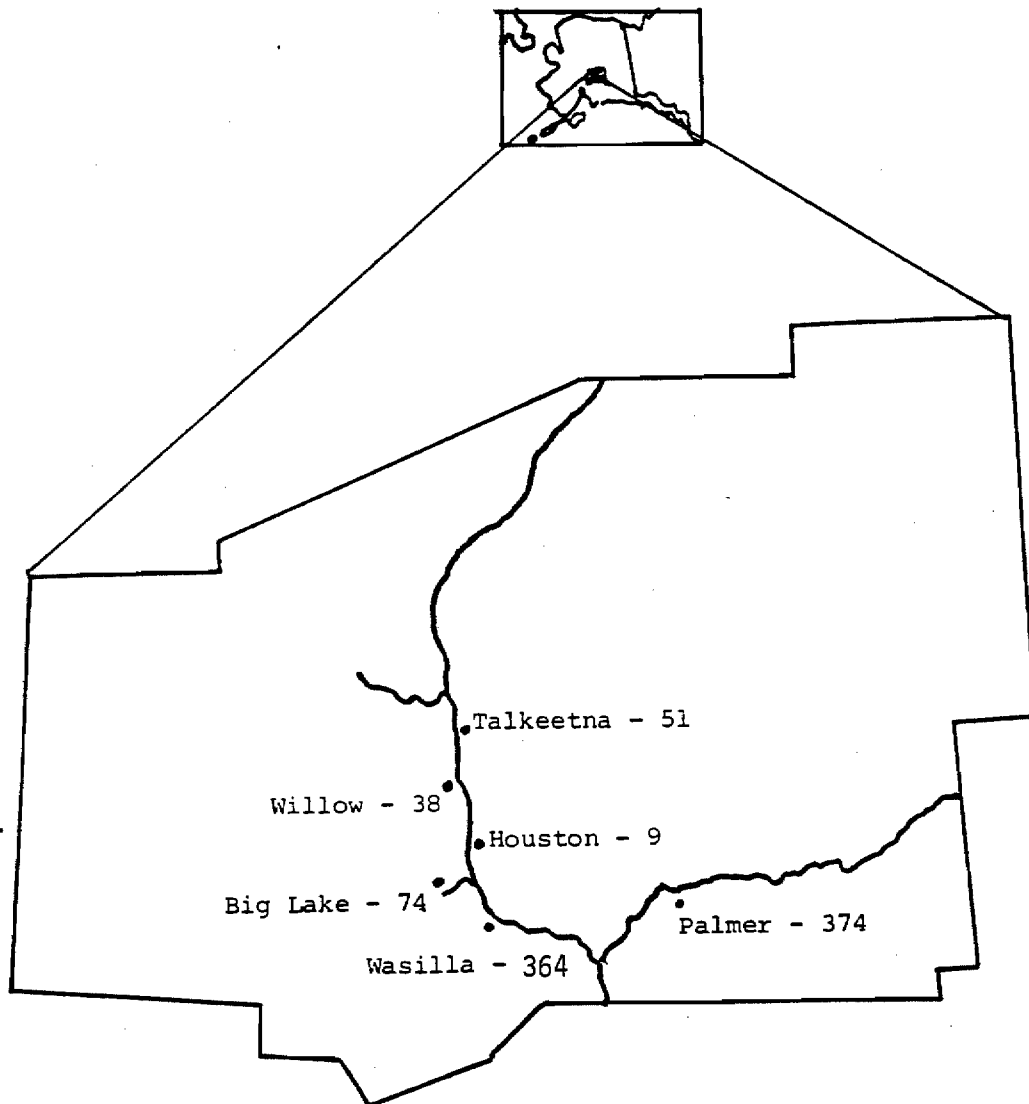 Talkeetna - 51
Willow - 38
Houston - 9
Big Lake - 74
Palmer - 374
Wasilla - 364